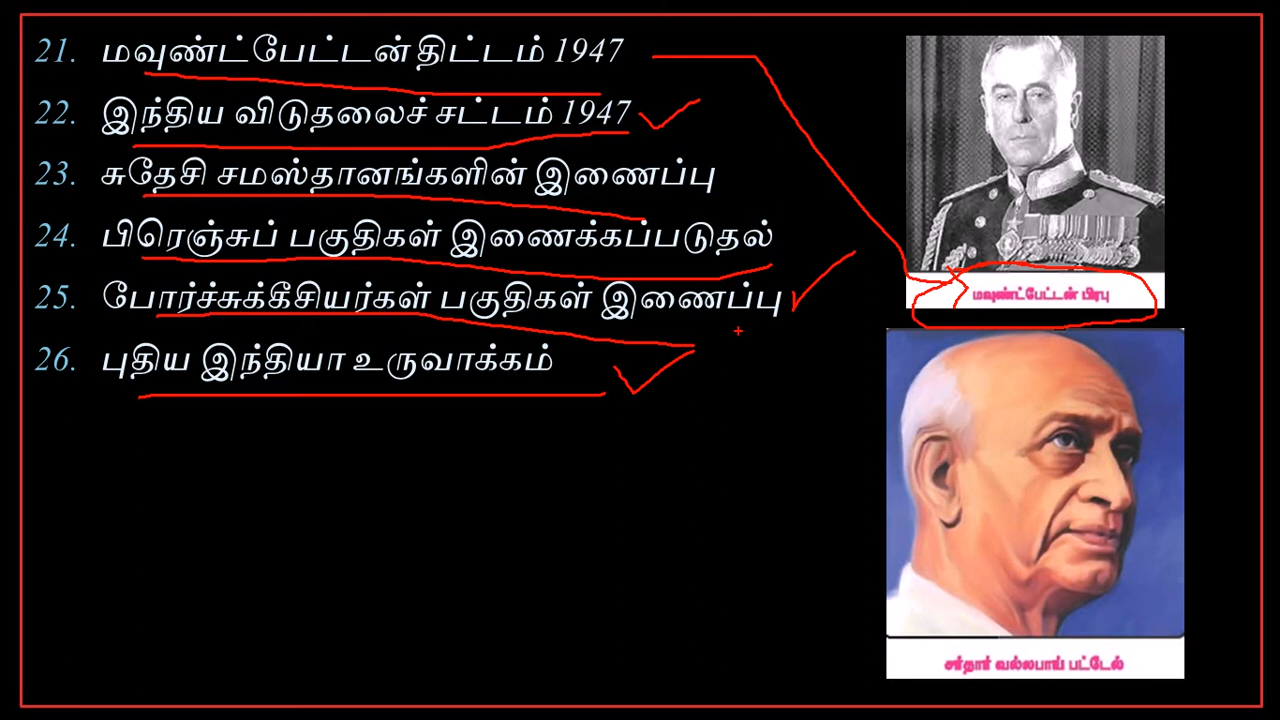 21. மவுண்ட்பேட்டன் திட்டம் 1947
22. இந்திய விடுதலைச் சட்டம் 1947
23. சுதேசி சமஸ்தானங்களின் இணைப்பு
24. பிரெஞ்சுப் பகுதிகள் இணைக்கப்படுதல்
25. போர்ச்சுக்கீசியர்கள் பகுதிகள் இணைப்பு
26. புதிய இந்தியா உருவாக்கம்
மவுண்ட்பேட்டன் பிரபு
சர்தார் வல்லபாய் பட்டேல்